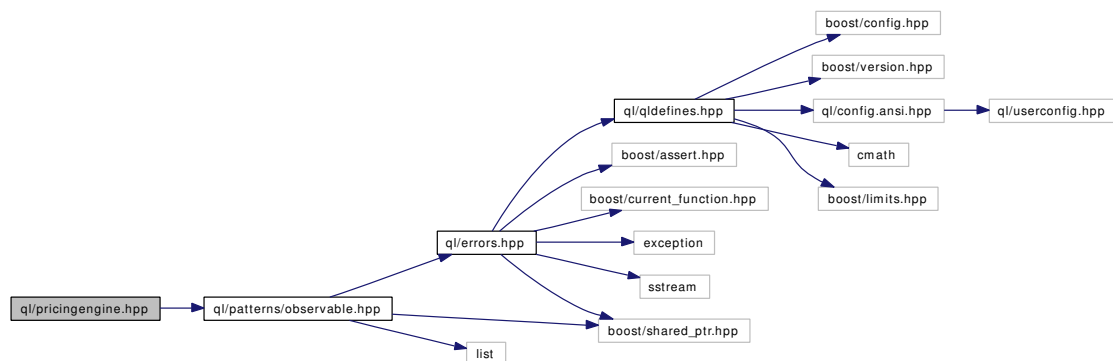 boost/config.hpp
boost/version.hpp
ql/qldefines.hpp
ql/config.ansi.hpp
ql/userconfig.hpp
boost/assert.hpp
cmath
boost/current_function.hpp
boost/limits.hpp
ql/errors.hpp
exception
sstream
ql/pricingengine.hpp
ql/patterns/observable.hpp
boost/shared_ptr.hpp
list